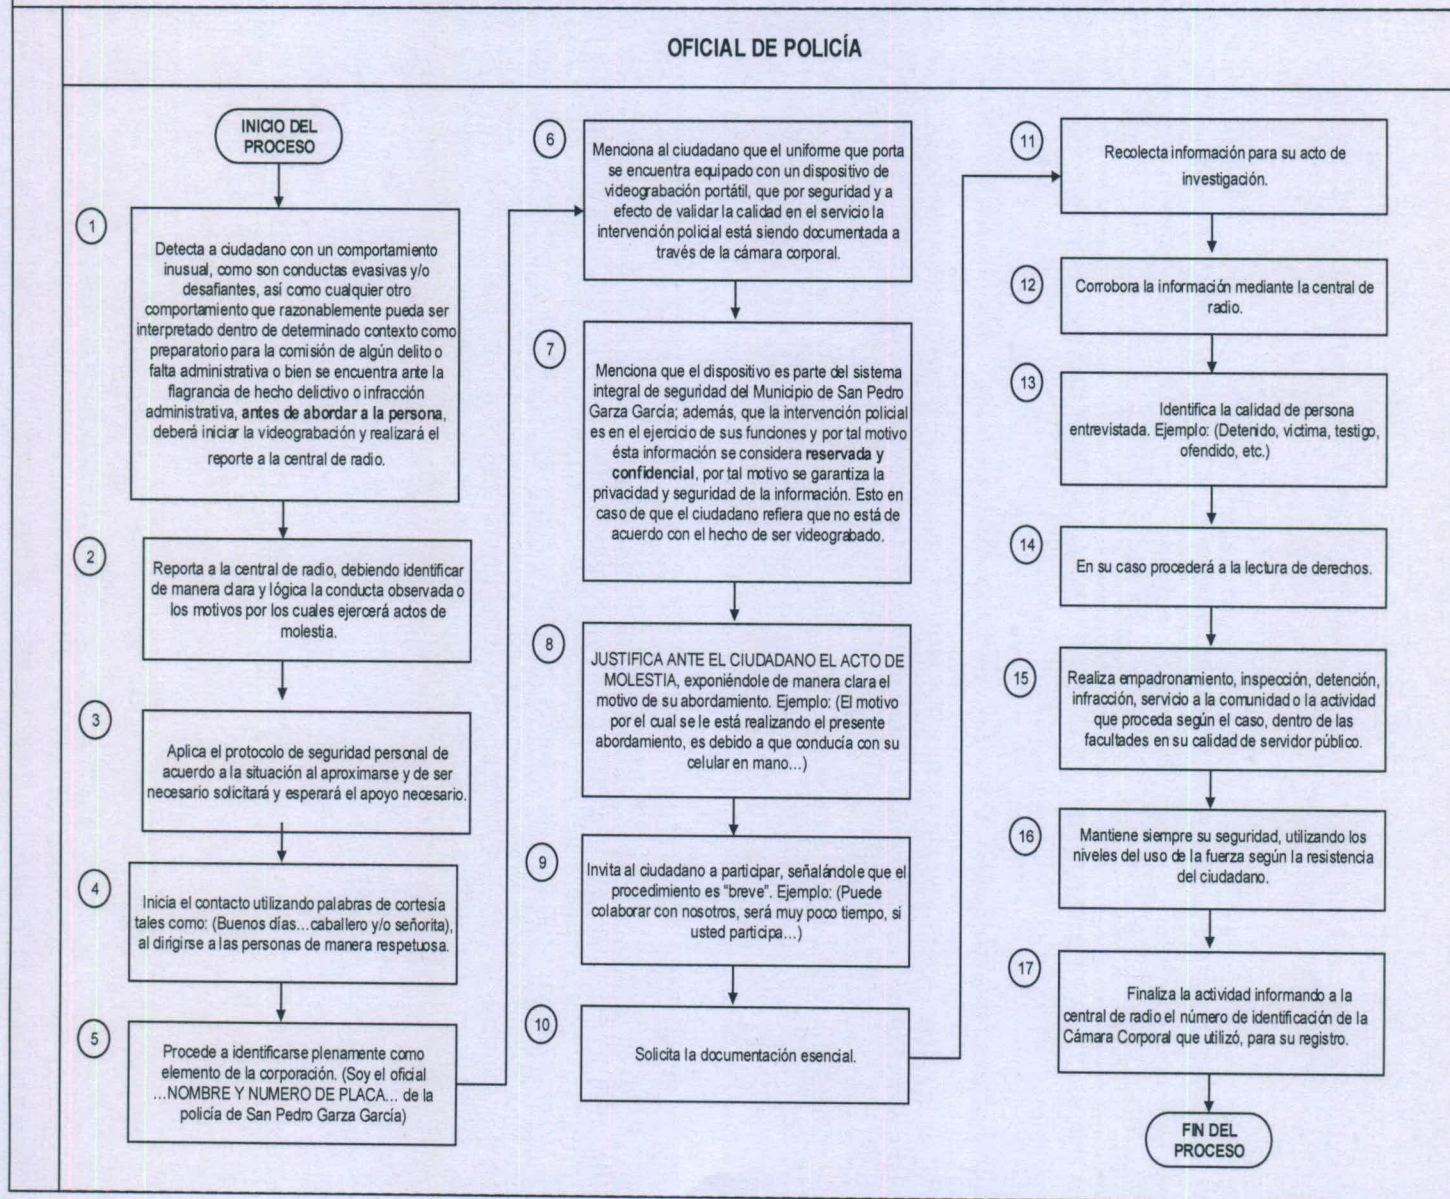 OFICIAL DE POLICÍA
INICIO DEL
PROCESO
1
Detecta a ciudadano con un comportamiento
inusual, como son conductas evasivas y/o
desafiantes, así como cualquier otro
comportamiento que razonablemente pueda ser
interpretado dentro de determinado contexto como
preparatorio para la comisión de algún delito o
falta administrativa o bien se encuentra ante la
flagrancia de hecho delictivo o infracción
administrativa, antes de abordar a la persona,
deberá iniciar la videograbación y realizará el
reporte a la central de radio.
2
Reporta a la central de radio, debiendo identificar
de manera clara y lógica la conducta observada o
los motivos por los cuales ejercerá actos de
molestia.
3
Aplica el protocolo de seguridad personal de
acuerdo a la situación al aproximarse y de ser
necesario solicitará y esperará el apoyo necesario.
4
Inicia el contacto utilizando palabras de cortesía
tales como: (Buenos días...caballero y/o señorita),
al dirigirse a las personas de manera respetuosa.
5
Procede a identificarse plenamente como
elemento de la corporación. (Soy el oficial
...NOMBRE Y NUMERO DE PLACA... de la
policía de San Pedro Garza García)
6
Menciona al ciudadano que el uniforme que porta
se encuentra equipado con un dispositivo de
videograbación portátil, que por seguridad y a
efecto de validar la calidad en el servicio la
intervención policial está siendo documentada a
través de la cámara corporal.
7
Menciona que el dispositivo es parte del sistema
integral de seguridad del Municipio de San Pedro
Garza García; además, que la intervención policial
es en el ejercicio de sus funciones y por tal motivo
ésta información se considera reservada y
confidencial, por tal motivo se garantiza la
privacidad y seguridad de la información. Esto en
caso de que el ciudadano refiera que no está de
acuerdo con el hecho de ser videograbado.
8
JUSTIFICA ANTE EL CIUDADANO EL ACTO DE
MOLESTIA, exponiéndole de manera clara el
motivo de su abordamiento. Ejemplo: (El motivo
por el cual se le está realizando el presente
abordamiento, es debido a que conducía con su
celular en mano...)
9
Invita al ciudadano a participar, señalándole que el
procedimiento es "breve". Ejemplo: (Puede
colaborar con nosotros, será muy poco tiempo, si
usted participa...)
10
Solicita la documentación esencial.
11
Recolecta información para su acto de
investigación.
12
Corrobora la información mediante la central de
radio.
13
Identifica la calidad de persona
entrevistada. Ejemplo: (Detenido, victima, testigo,
ofendido, etc.)
14
En su caso procederá a la lectura de derechos.
15
Realiza empadronamiento, inspección, detención,
infracción, servicio a la comunidad o la actividad
que proceda según el caso, dentro de las
facultades en su calidad de servidor público.
16
Mantiene siempre su seguridad, utilizando los
niveles del uso de la fuerza según la resistencia
del ciudadano.
17
Finaliza la actividad informando a la
central de radio el número de identificación de la
Cámara Corporal que utilizó, para su registro.
FIN DEL
PROCESO